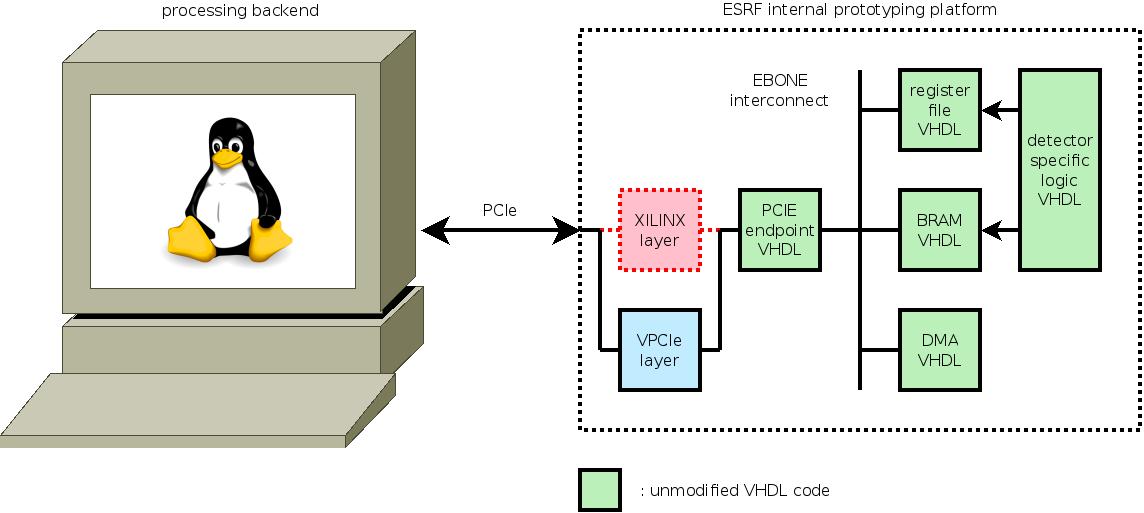 processing backend
ESRF internal prototyping platform
EBONE
interconnect
register
file
VHDL
detector
specific
logic
VHDL
PCIe
XILINX
layer
PCIE
endpoint
VHDL
BRAM
VHDL
VPCIe
layer
DMA
VHDL
: unmodified VHDL code